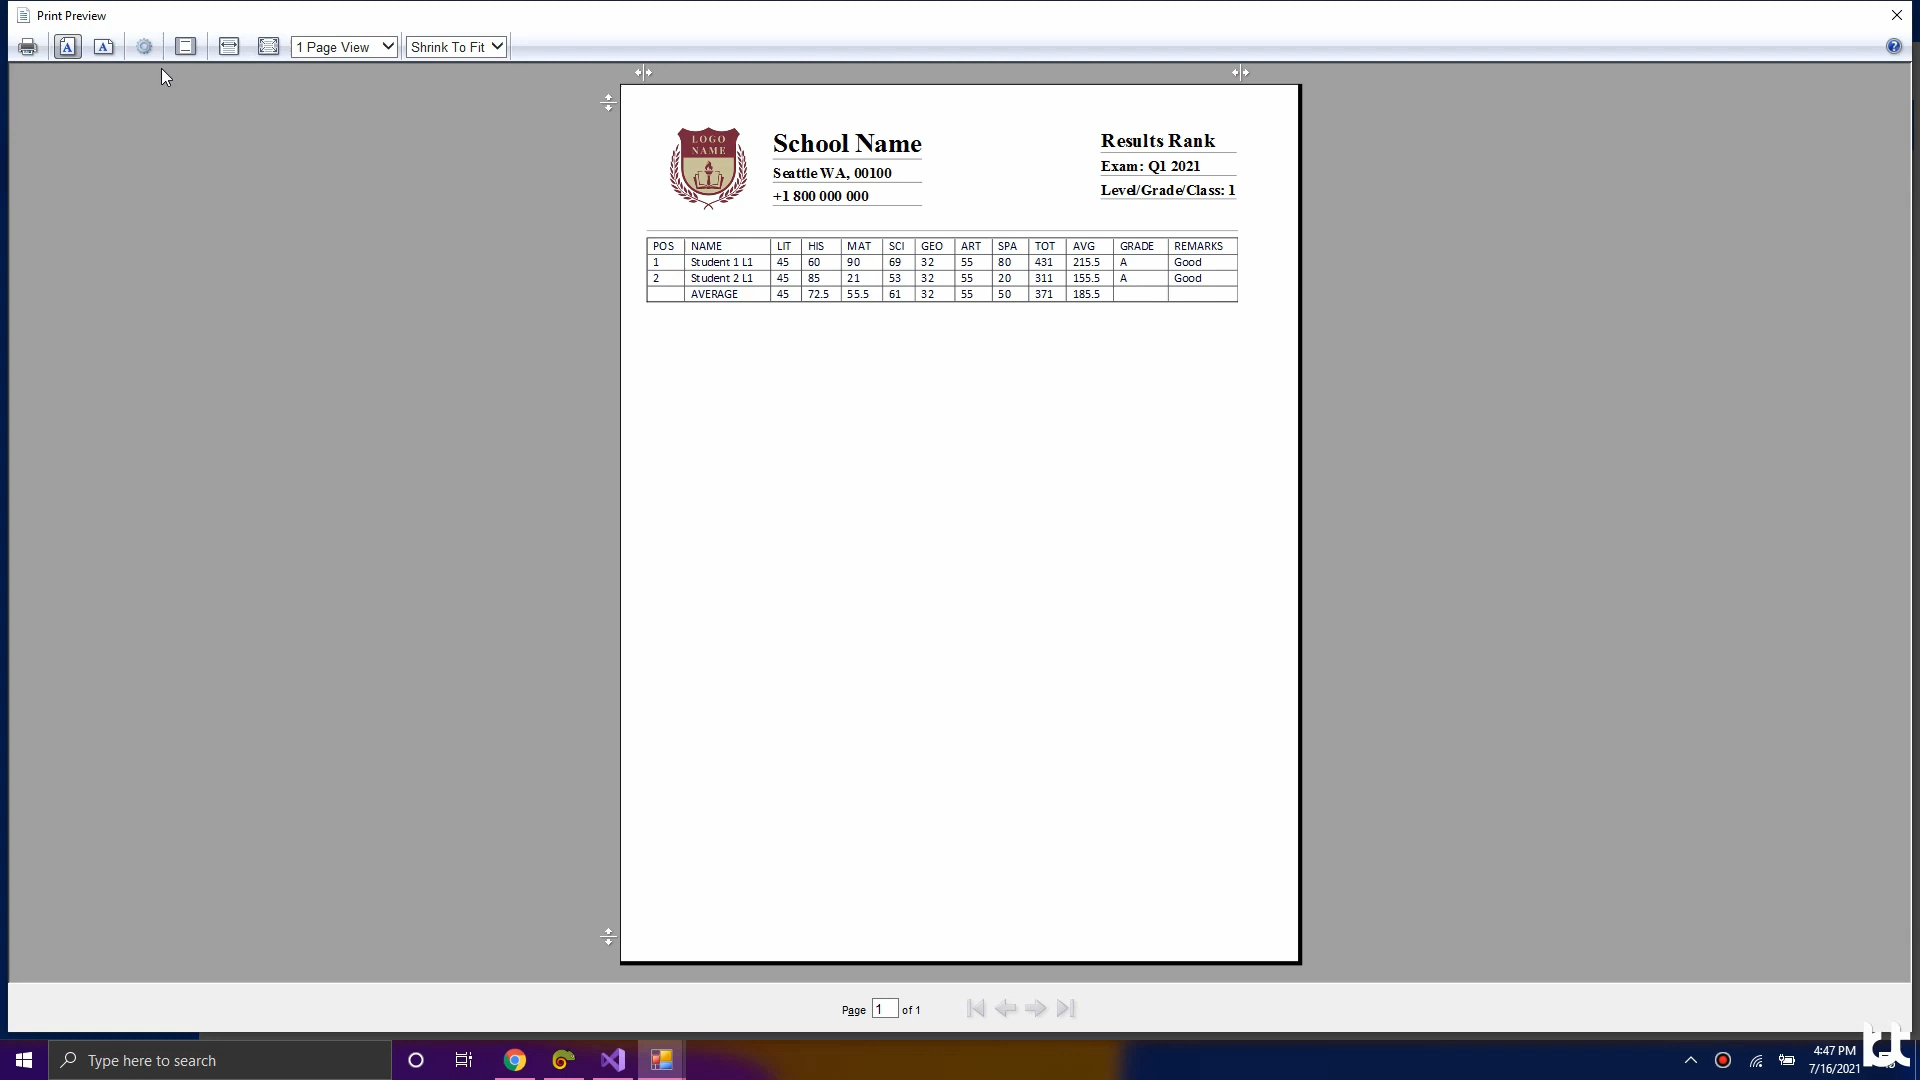 Print Preview
1 Page View Shrink To Fit
LOGO
NAME
School Name
Seattle WA, 00100
+1 800 000 000
Results Rank
Exam: Q1 2021
Level/Grade/Class: 1
POS NAME LIT HIS MAT SCI GEO ART SPA TOT AVG GRADE REMARKS
1 Student 1 L1 45 60 90 69 32 55 80 431 215.5 A Good
2 Student 2 L1 45 85 21 53 32 55 20 311 155.5 A Good
AVERAGE 45 72.5 55.5 61 32 55 50 371 185.5
Page 1 of 1
Type here to search
4:47 PM
7/16/2021